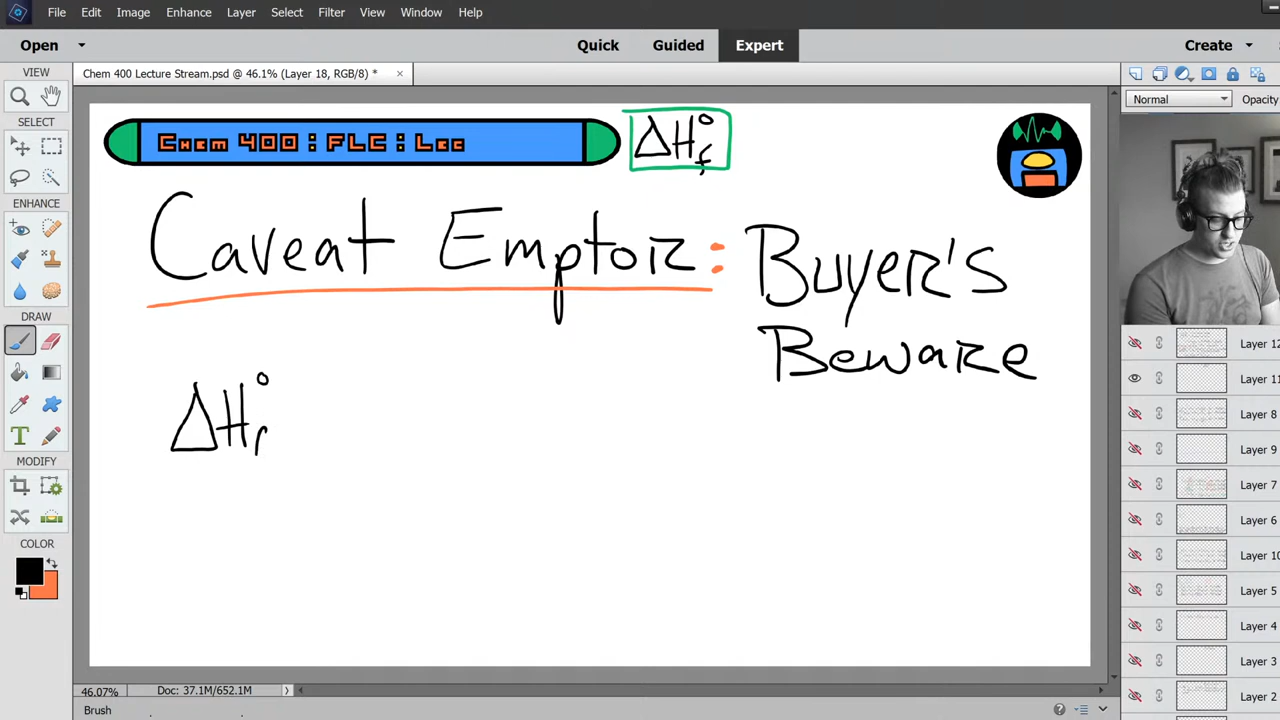 File Edit Image Enhance Layer Select Filter View Window Help
Open Quick Guided Expert Create
Chem 400 Lecture Stream.psd @ 46.1% (Layer 18, RGB/8) * ×
VIEW
SELECT
ENHANCE
DRAW
MODIFY
COLOR
Chem 400 : FLC : Lec
ΔH°f
Caveat Emptor : Buyer's
Beware
ΔH°r
Normal Opacity
Layer 12
Layer 11
Layer 8
Layer 9
Layer 7
Layer 6
Layer 10
Layer 5
Layer 4
Layer 3
Layer 2
46.07% Doc: 37.1M/652.1M
Brush